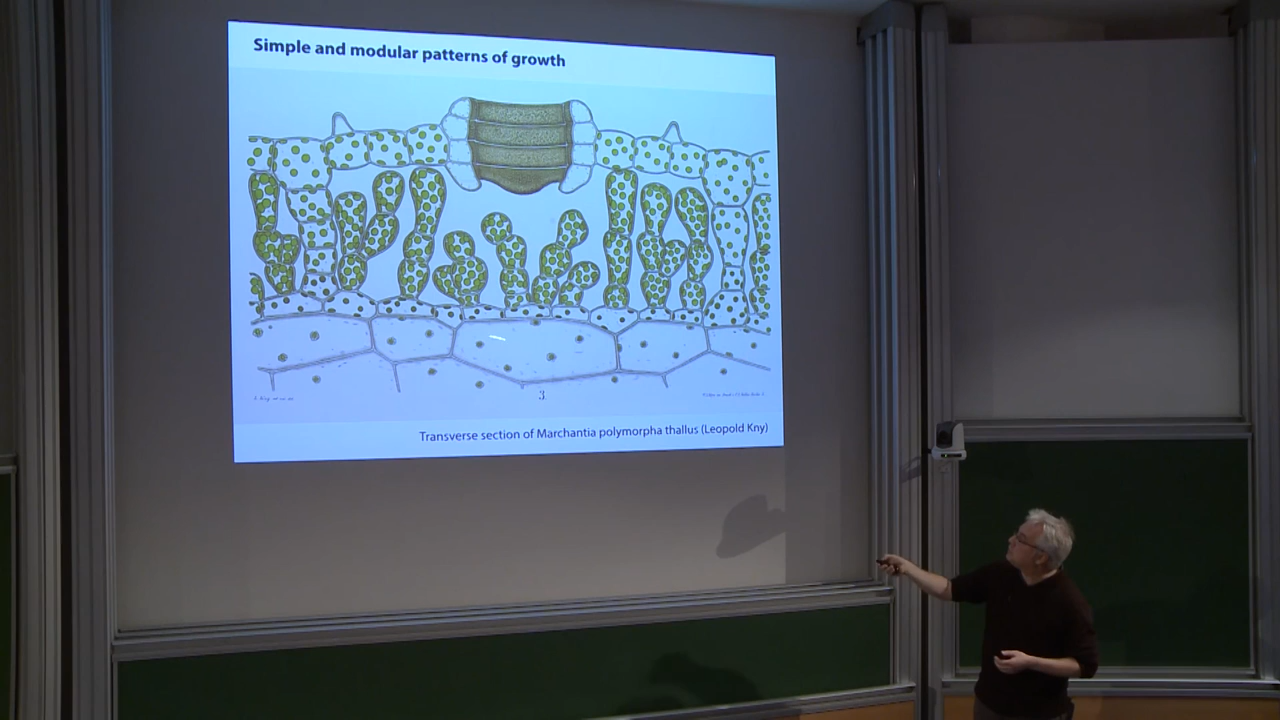 Simple and modular patterns of growth
3.
Transverse section of Marchantia polymorpha thallus (Leopold Kny)